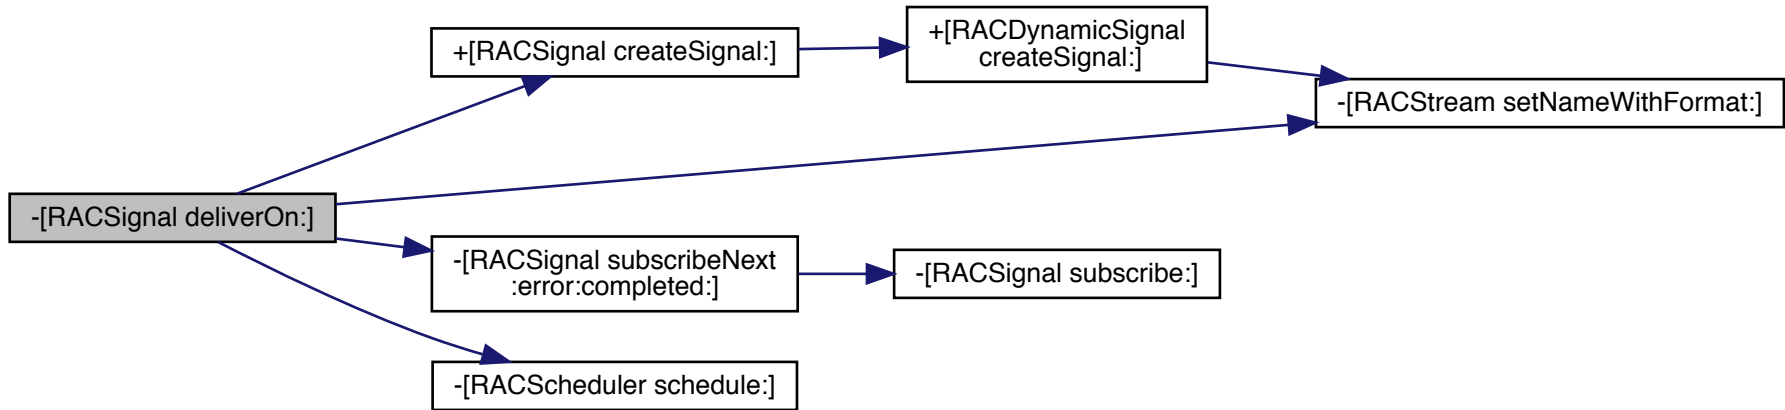 +[RACSignal createSignal:]
+[RACDynamicSignal
createSignal:]
-[RACStream setNameWithFormat:]
-[RACSignal deliverOn:]
-[RACSignal subscribeNext
:error:completed:]
-[RACSignal subscribe:]
-[RACScheduler schedule:]